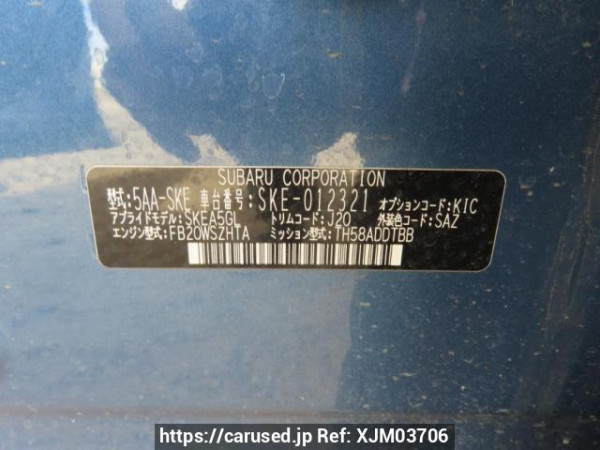 SUBARU CORPORATION
型式:5AA-SKE 車台番号:SKE-012321 オプションコード:KIC
アプライドモデル:SKEA5GL トリムコード:J20 外装色コード:SAZ
エンジン型式:FB20WSZHTA ミッション型式:TH58ADDTBB
https://carused.jp Ref: XJM03706